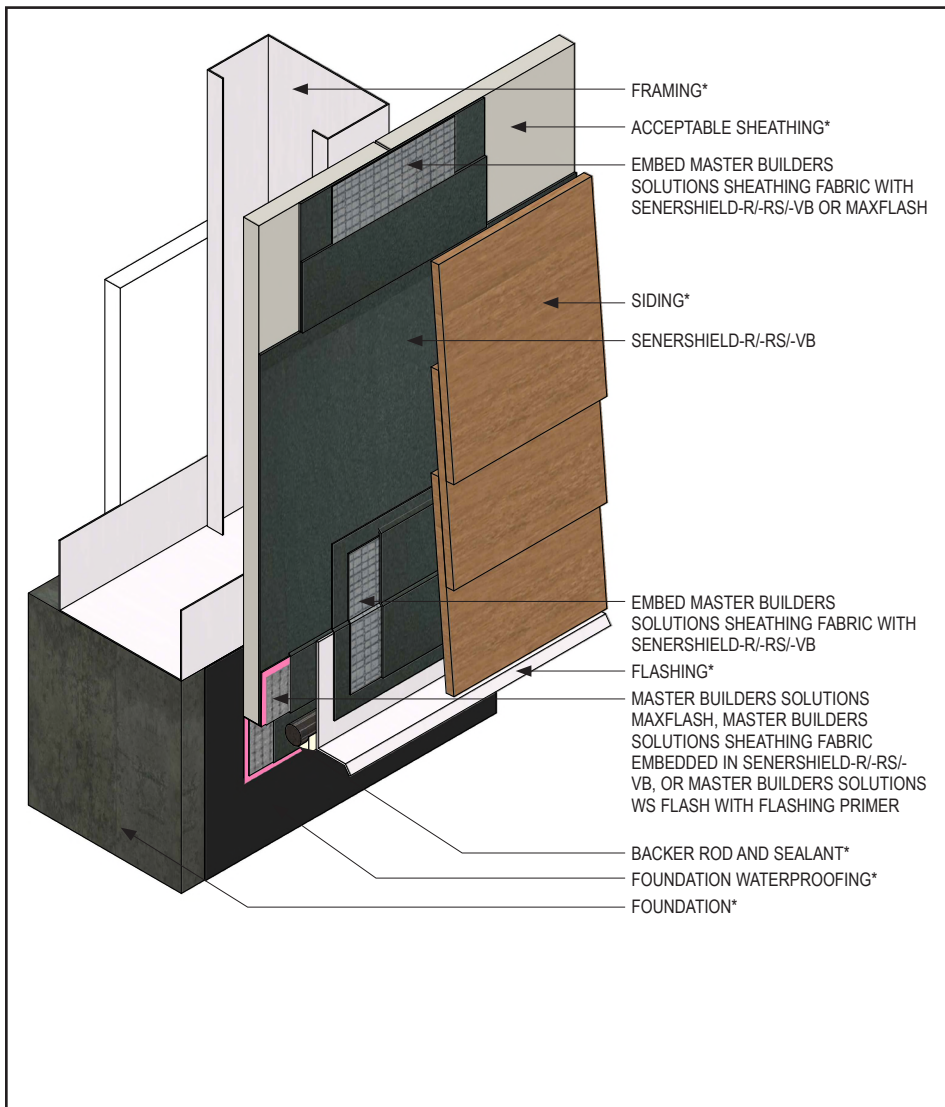 FRAMING*
ACCEPTABLE SHEATHING*
EMBED MASTER BUILDERS
SOLUTIONS SHEATHING FABRIC WITH
SENERSHIELD-R/-RS/-VB OR MAXFLASH
SIDING*
SENERSHIELD-R/-RS/-VB
EMBED MASTER BUILDERS
SOLUTIONS SHEATHING FABRIC WITH
SENERSHIELD-R/-RS/-VB
FLASHING*
MASTER BUILDERS SOLUTIONS
MAXFLASH, MASTER BUILDERS
SOLUTIONS SHEATHING FABRIC
EMBEDDED IN SENERSHIELD-R/-RS/-
VB, OR MASTER BUILDERS SOLUTIONS
WS FLASH WITH FLASHING PRIMER
BACKER ROD AND SEALANT*
FOUNDATION WATERPROOFING*
FOUNDATION*